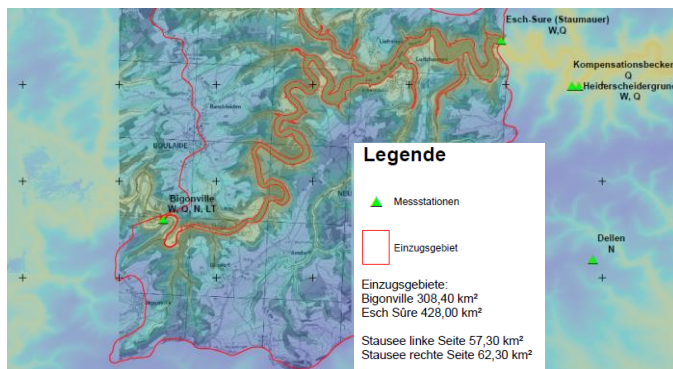 Esch-Sure (Staumauer)
W,Q
Kompensationsbecken
Q
Heiderscheidergrund
W, Q
BOULAIDE
Bigonville
W, Q, N, LT
Dellen
N
Legende
Messstationen
Einzugsgebiet
Einzugsgebiete:
Bigonville 308,40 km²
Esch Sûre 428,00 km²
Stausee linke Seite 57,30 km²
Stausee rechte Seite 62,30 km²